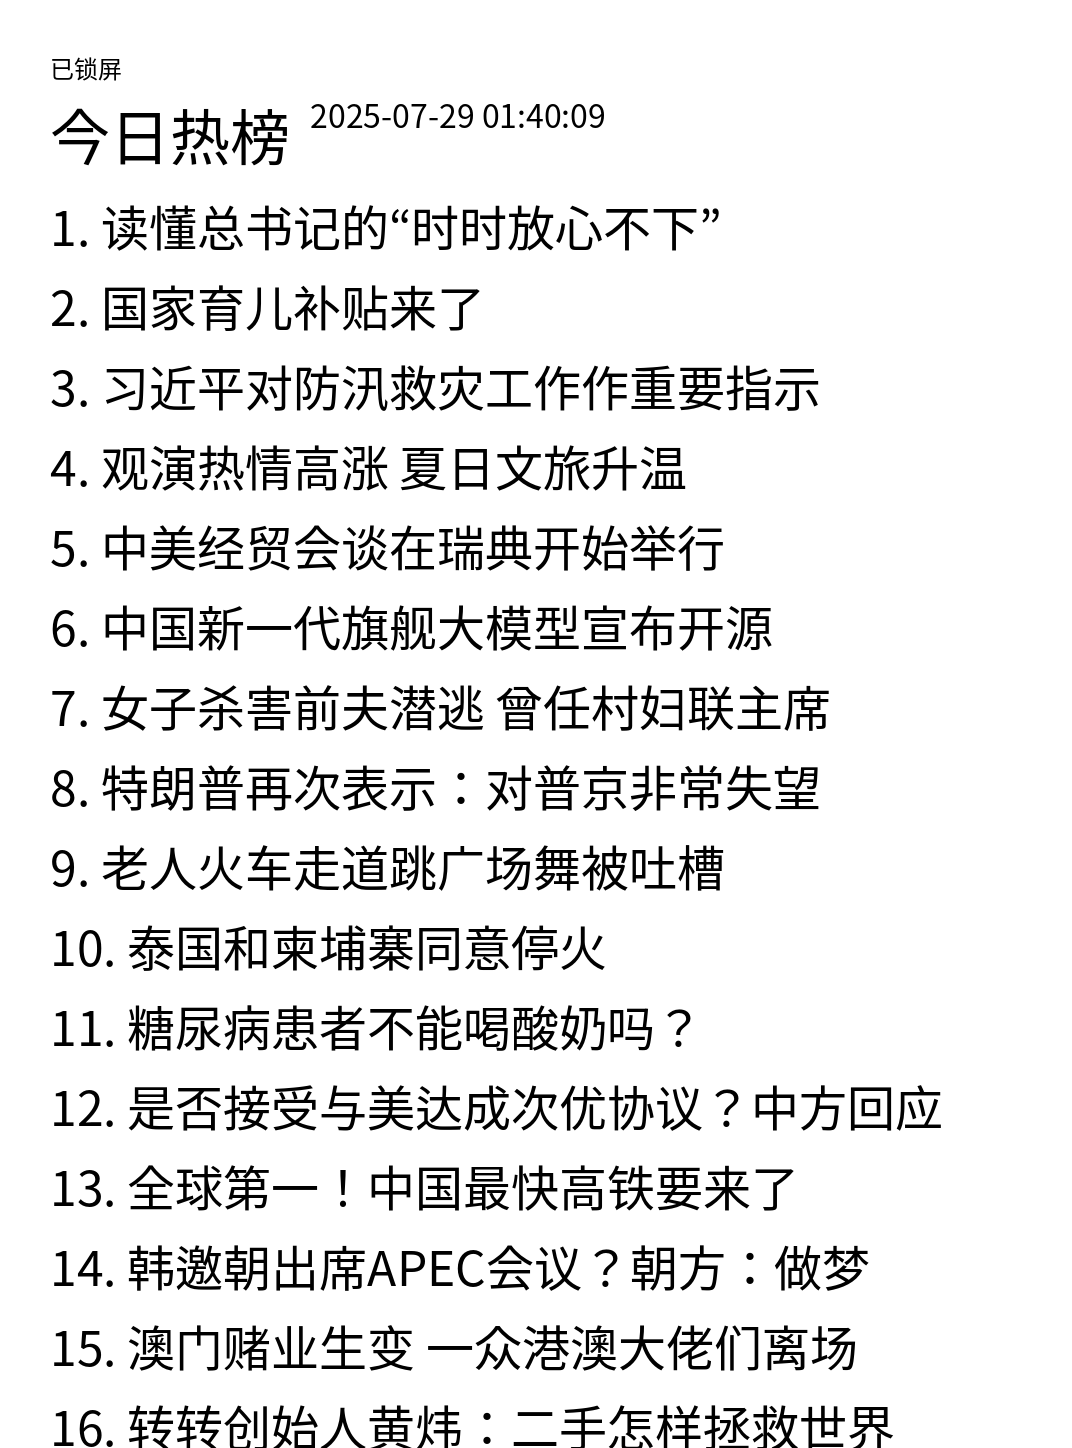 已锁屏
今日热榜 2025-07-29 01:40:09
1. 读懂总书记的“时时放心不下”
2. 国家育儿补贴来了
3. 习近平对防汛救灾工作作重要指示
4. 观演热情高涨 夏日文旅升温
5. 中美经贸会谈在瑞典开始举行
6. 中国新一代旗舰大模型宣布开源
7. 女子杀害前夫潜逃 曾任村妇联主席
8. 特朗普再次表示：对普京非常失望
9. 老人火车走道跳广场舞被吐槽
10. 泰国和柬埔寨同意停火
11. 糖尿病患者不能喝酸奶吗？
12. 是否接受与美达成次优协议？中方回应
13. 全球第一！中国最快高铁要来了
14. 韩邀朝出席APEC会议？朝方：做梦
15. 澳门赌业生变 一众港澳大佬们离场
16. 转转创始人黄炜：二手怎样拯救世界